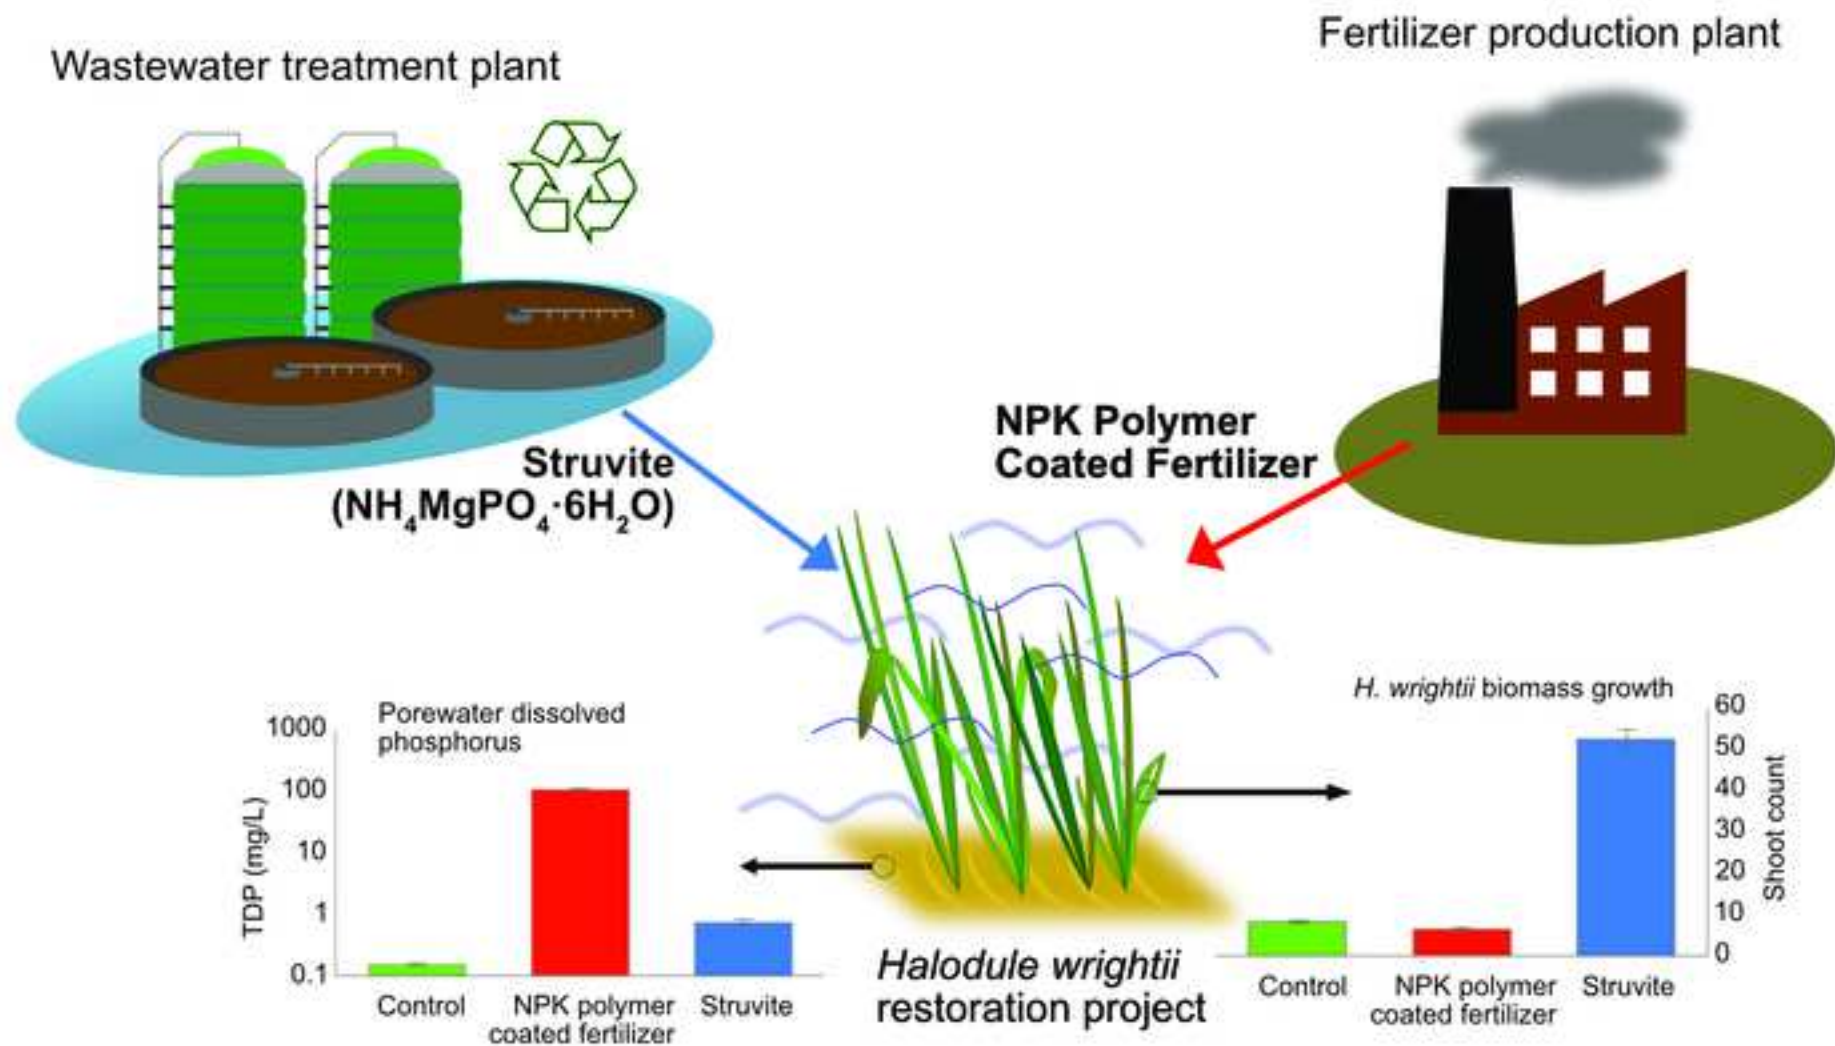 Wastewater treatment plant
Fertilizer production plant
Struvite
(NH₄MgPO₄·6H₂O)
NPK Polymer
Coated Fertilizer
Porewater dissolved
phosphorus
TDP (mg/L)
1000
100
10
1
0.1
Control
NPK polymer
coated fertilizer
Struvite
Halodule wrightii
restoration project
H. wrightii biomass growth
60
50
40
30
20
10
0
Shoot count
Control
NPK polymer
coated fertilizer
Struvite